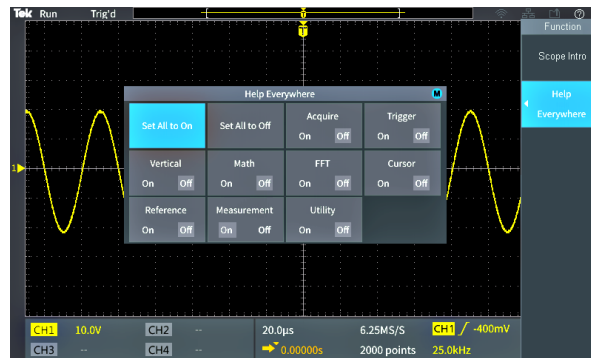 Tek Run Trig'd
T
Function
Scope Intro
Help
Everywhere
Help Everywhere M
Set All to On
Set All to Off
Acquire
On Off
Trigger
On Off
Vertical
On Off
Math
On Off
FFT
On Off
Cursor
On Off
Reference
On Off
Measurement
On Off
Utility
On Off
1
CH1 10.0V CH2 -- 20.0µs 6.25MS/S CH1 -400mV
CH3 -- CH4 -- 0.00000s 2000 points 25.0kHz